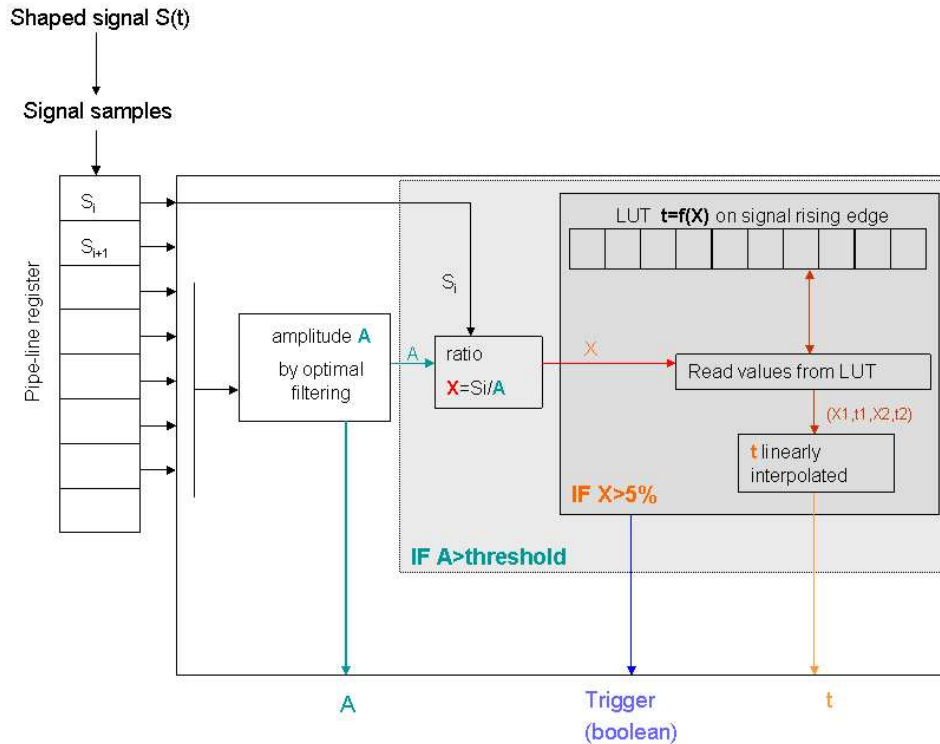 Shaped signal S(t)
Signal samples
Pipe-line register
Si
Si+1
amplitude A
by optimal
filtering
A
Si
ratio
X=Si/A
IF A>threshold
X
LUT t=f(X) on signal rising edge
Read values from LUT
(X1,t1,X2,t2)
t linearly
interpolated
IF X>5%
A
Trigger
(boolean)
t